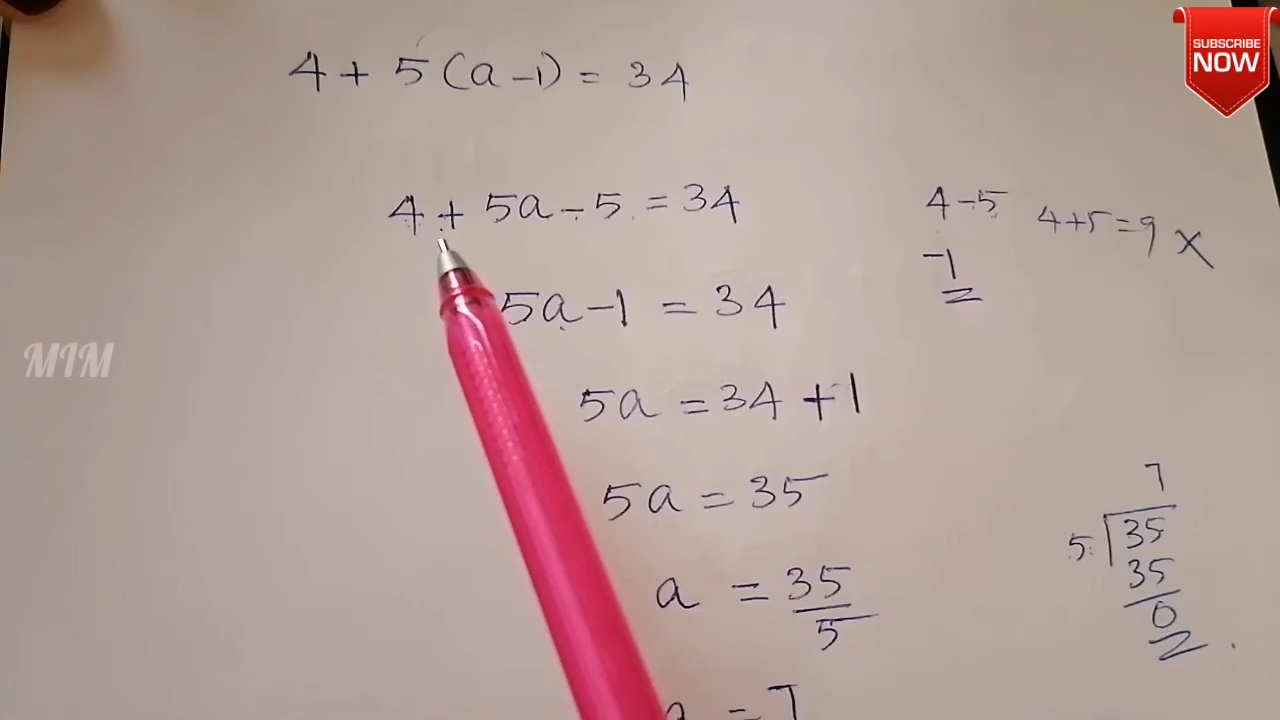 4 + 5 (a - 1) = 34
4 + 5a - 5 = 34
5a - 1 = 34
5a = 34 + 1
5a = 35
a = 35
5
a = 7
4 - 5
-1
4 + 5 = 9 X
7
5 35
35
0
SUBSCRIBE
NOW
MIM